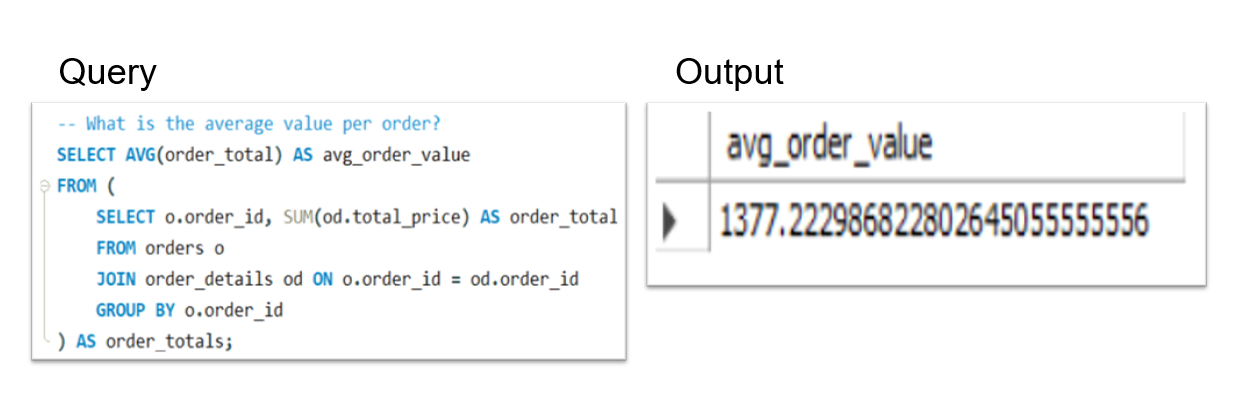 Query
-- What is the average value per order?
SELECT AVG(order_total) AS avg_order_value
FROM (
SELECT o.order_id, SUM(od.total_price) AS order_total
FROM orders o
JOIN order_details od ON o.order_id = od.order_id
GROUP BY o.order_id
) AS order_totals;
Output
avg_order_value
1377.222986822802645055555556